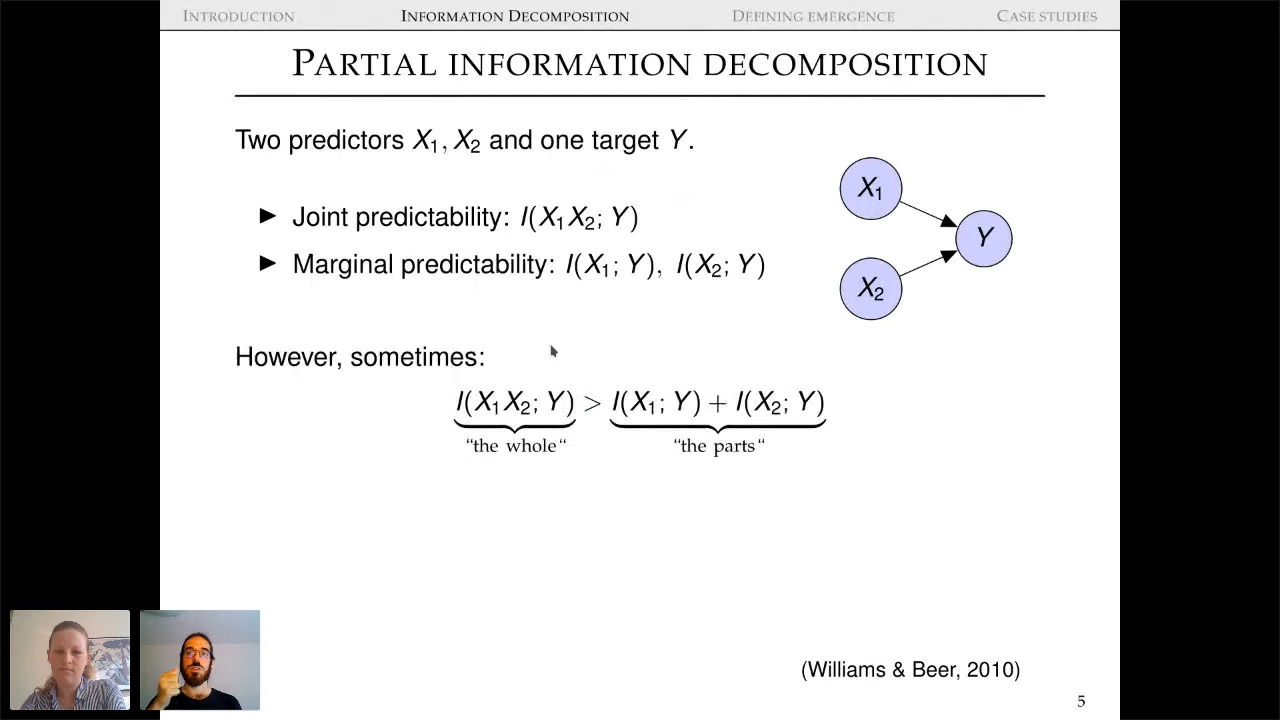 INTRODUCTION INFORMATION DECOMPOSITION DEFINING EMERGENCE CASE STUDIES
PARTIAL INFORMATION DECOMPOSITION
Two predictors X₁, X₂ and one target Y.
► Joint predictability: I(X₁X₂; Y)
► Marginal predictability: I(X₁; Y), I(X₂; Y)
X₁
Y
X₂
However, sometimes:
I(X₁X₂; Y) > I(X₁; Y) + I(X₂; Y)
“the whole“ “the parts“
(Williams & Beer, 2010)
5